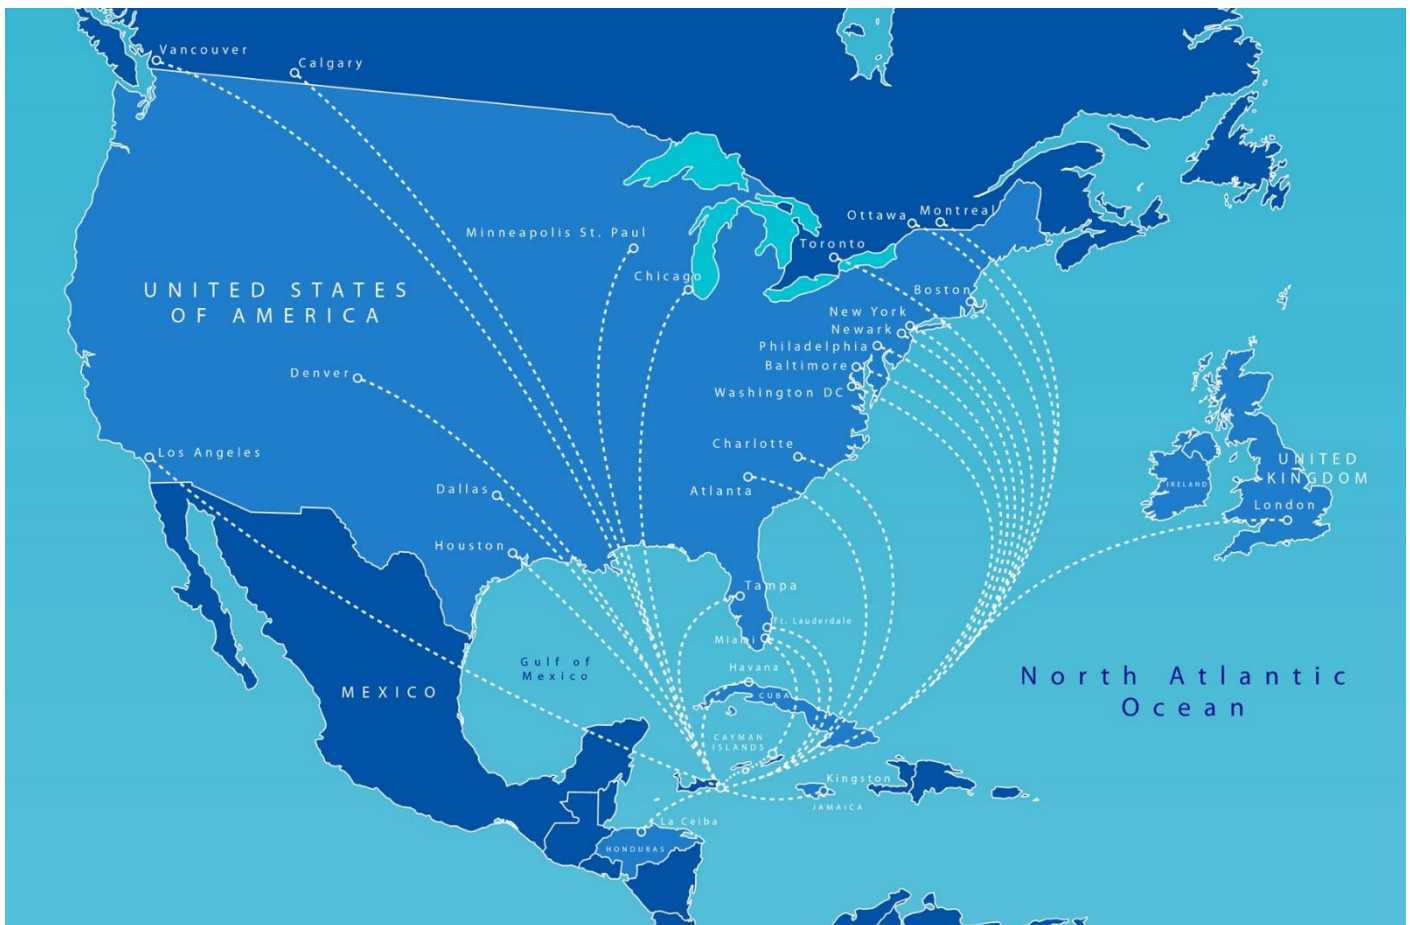 Vancouver
Calgary
Ottawa
Montreal
Minneapolis St. Paul
Toronto
Chicago
UNITED STATES
OF AMERICA
Boston
New York
Newark
Philadelphia
Baltimore
Denver
Washington DC
Charlotte
Los Angeles
UNITED
KINGDOM
IRELAND
Dallas
Atlanta
London
Houston
Tampa
Ft. Lauderdale
Miami
Gulf of
Mexico
Havana
North Atlantic
Ocean
MEXICO
CUBA
CAYMAN
ISLANDS
Kingston
JAMAICA
La Ceiba
HONDURAS